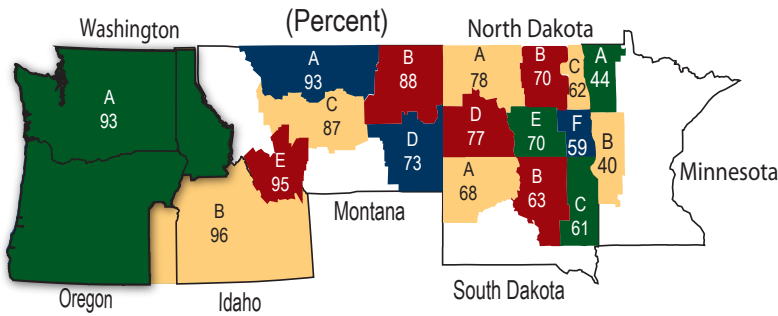 (Percent)
Washington
North Dakota
A
93
A
93
B
88
A
78
B
70
C
62
A
44
C
87
D
77
E
70
F
59
D
73
B
40
E
95
A
68
B
63
Minnesota
B
96
C
61
Montana
Oregon
Idaho
South Dakota